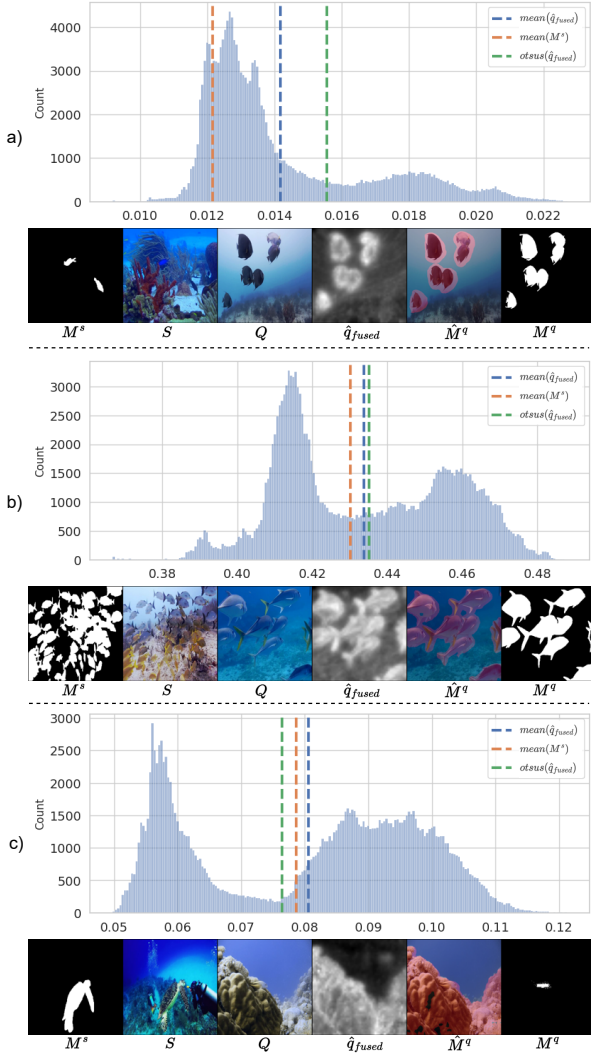 a)
Count
4000
3000
2000
1000
0
0.010 0.012 0.014 0.016 0.018 0.020 0.022
mean(q̂_fused)
mean(M^s)
otsus(q̂_fused)
M^s S Q q̂_fused M̂^q M^q
b)
Count
3000
2500
2000
1500
1000
500
0
0.38 0.40 0.42 0.44 0.46 0.48
mean(q̂_fused)
mean(M^s)
otsus(q̂_fused)
M^s S Q q̂_fused M̂^q M^q
c)
Count
3000
2500
2000
1500
1000
500
0
0.05 0.06 0.07 0.08 0.09 0.10 0.11 0.12
mean(q̂_fused)
mean(M^s)
otsus(q̂_fused)
M^s S Q q̂_fused M̂^q M^q